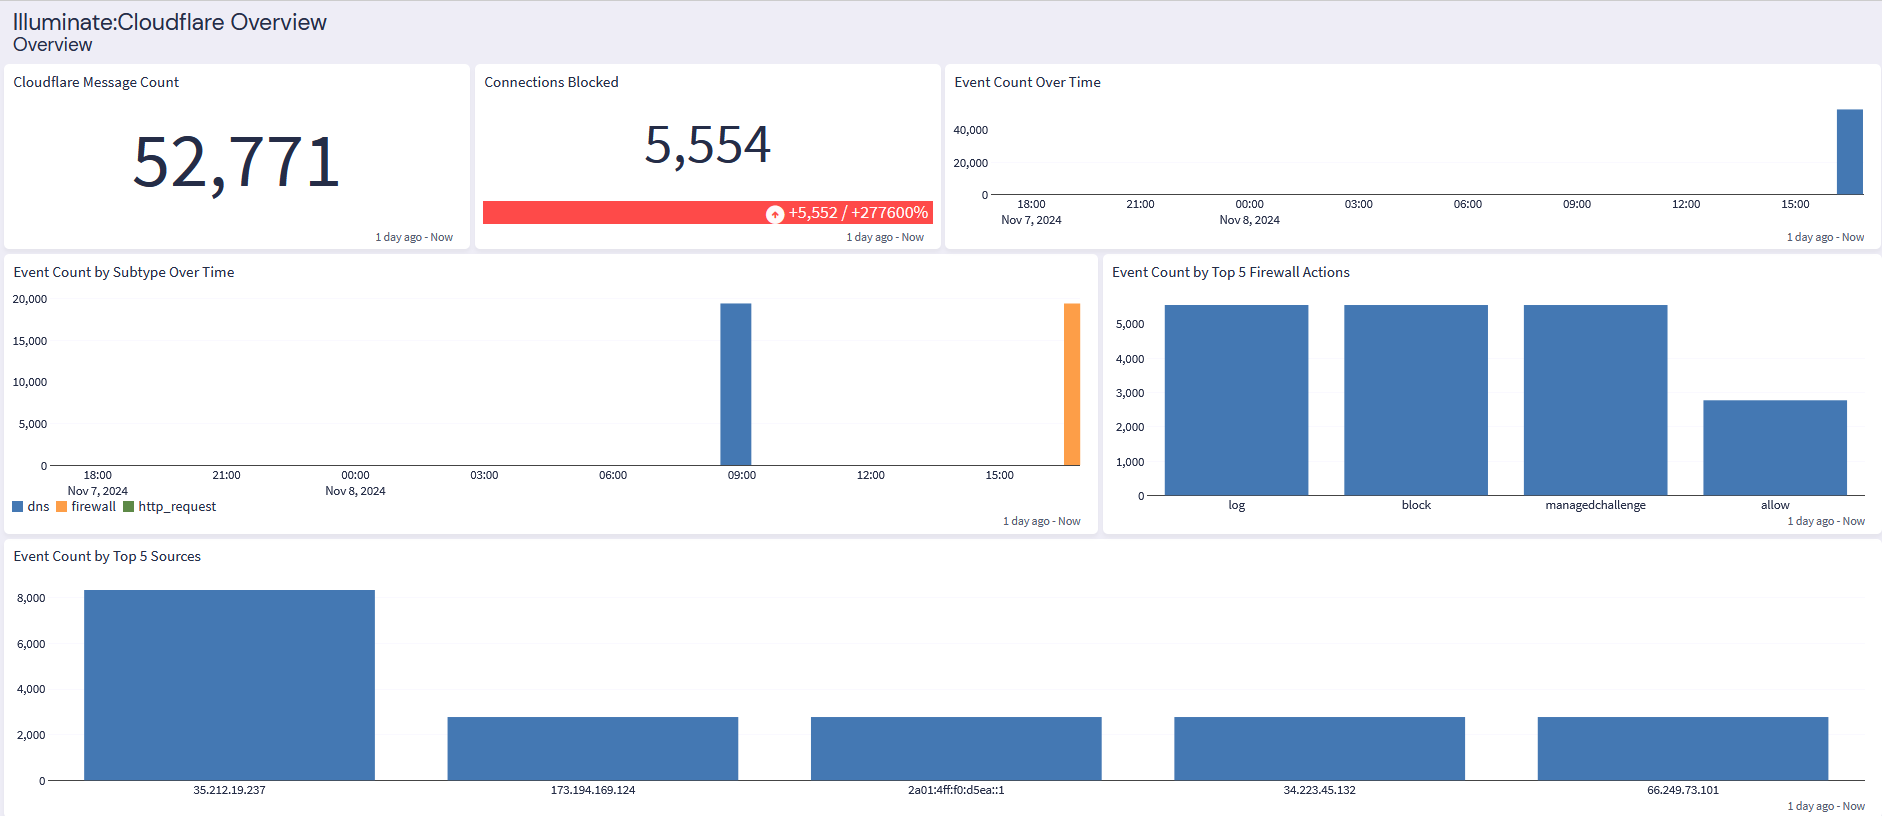 Illuminate:Cloudflare Overview
Overview
Cloudflare Message Count
52,771
1 day ago - Now
Connections Blocked
5,554
+5,552 / +277600%
1 day ago - Now
Event Count Over Time
40,000
20,000
0
18:00 21:00 00:00 03:00 06:00 09:00 12:00 15:00
Nov 7, 2024 Nov 8, 2024
1 day ago - Now
Event Count by Subtype Over Time
20,000
15,000
10,000
5,000
0
18:00 21:00 00:00 03:00 06:00 09:00 12:00 15:00
Nov 7, 2024 Nov 8, 2024
dns firewall http_request
1 day ago - Now
Event Count by Top 5 Firewall Actions
5,000
4,000
3,000
2,000
1,000
0
log block managedchallenge allow
1 day ago - Now
Event Count by Top 5 Sources
8,000
6,000
4,000
2,000
0
35.212.19.237 173.194.169.124 2a01:4ff:f0:d5ea::1 34.223.45.132 66.249.73.101
1 day ago - Now